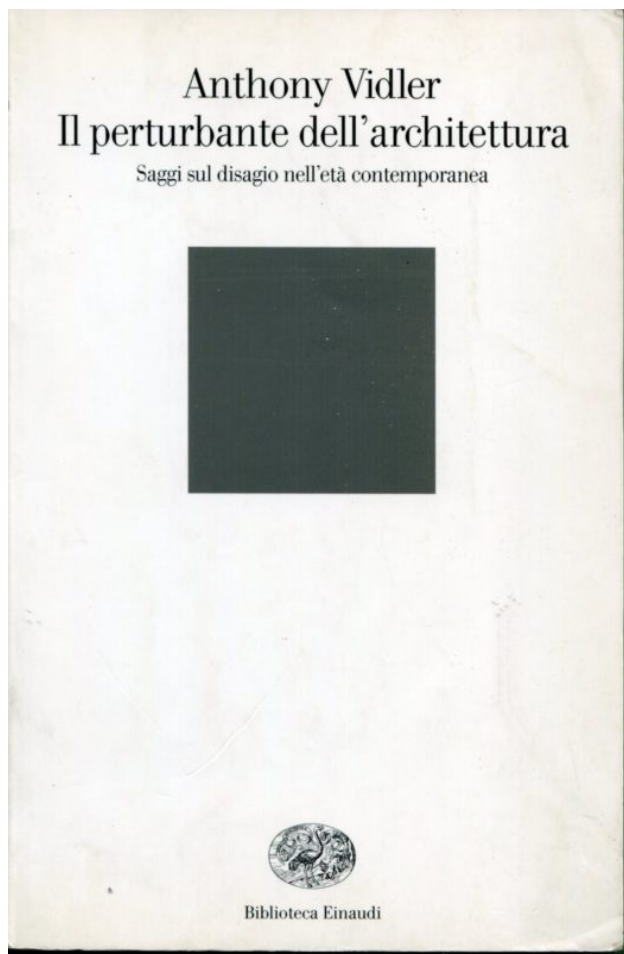 Anthony Vidler
Il perturbante dell'architettura
Saggi sul disagio nell'età contemporanea
Biblioteca Einaudi